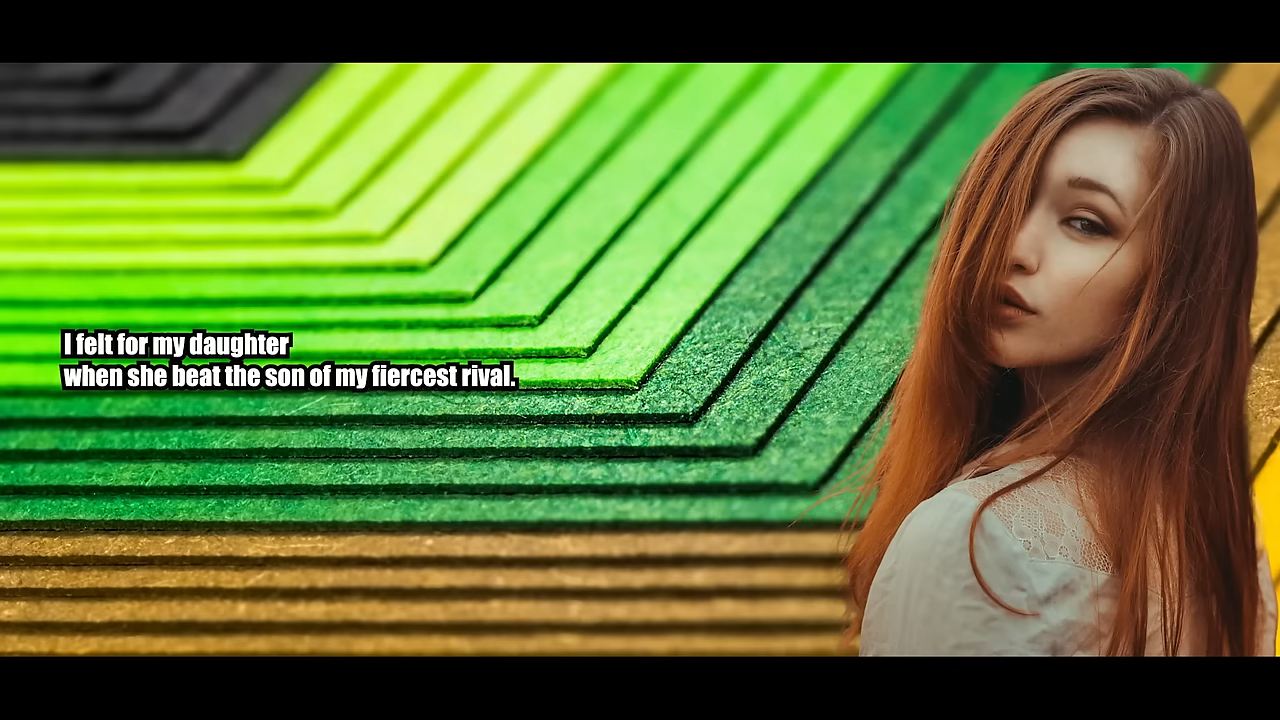 I felt for my daughter
when she beat the son of my fiercest rival.